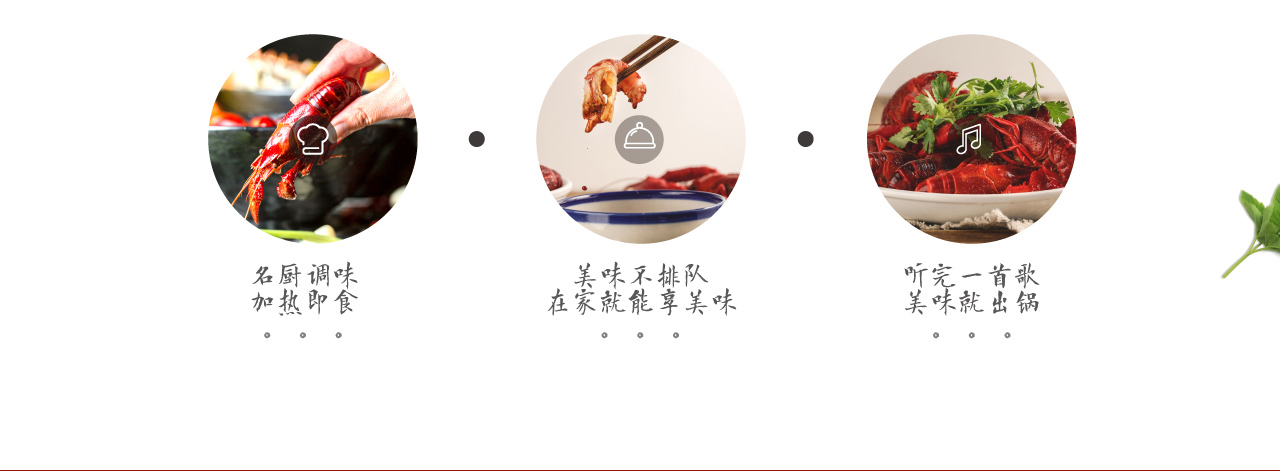 名厨调味
加热即食
美味不排队
在家就能享美味
听完一首歌
美味就出锅